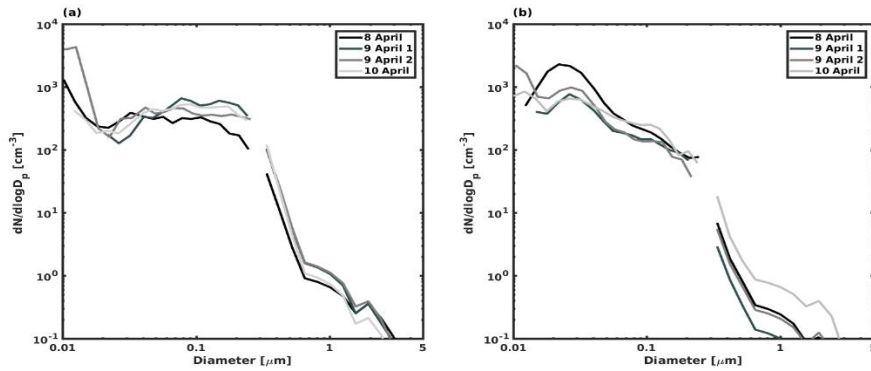 (a)
10^4
10^3
10^2
10^1
10^0
10^-1
dN/dlogD_p [cm^-3]
8 April
9 April 1
9 April 2
10 April
0.01
0.1
1
5
Diameter [μm]
(b)
10^4
10^3
10^2
10^1
10^0
10^-1
dN/dlogD_p [cm^-3]
8 April
9 April 1
9 April 2
10 April
0.01
0.1
1
Diameter [μm]